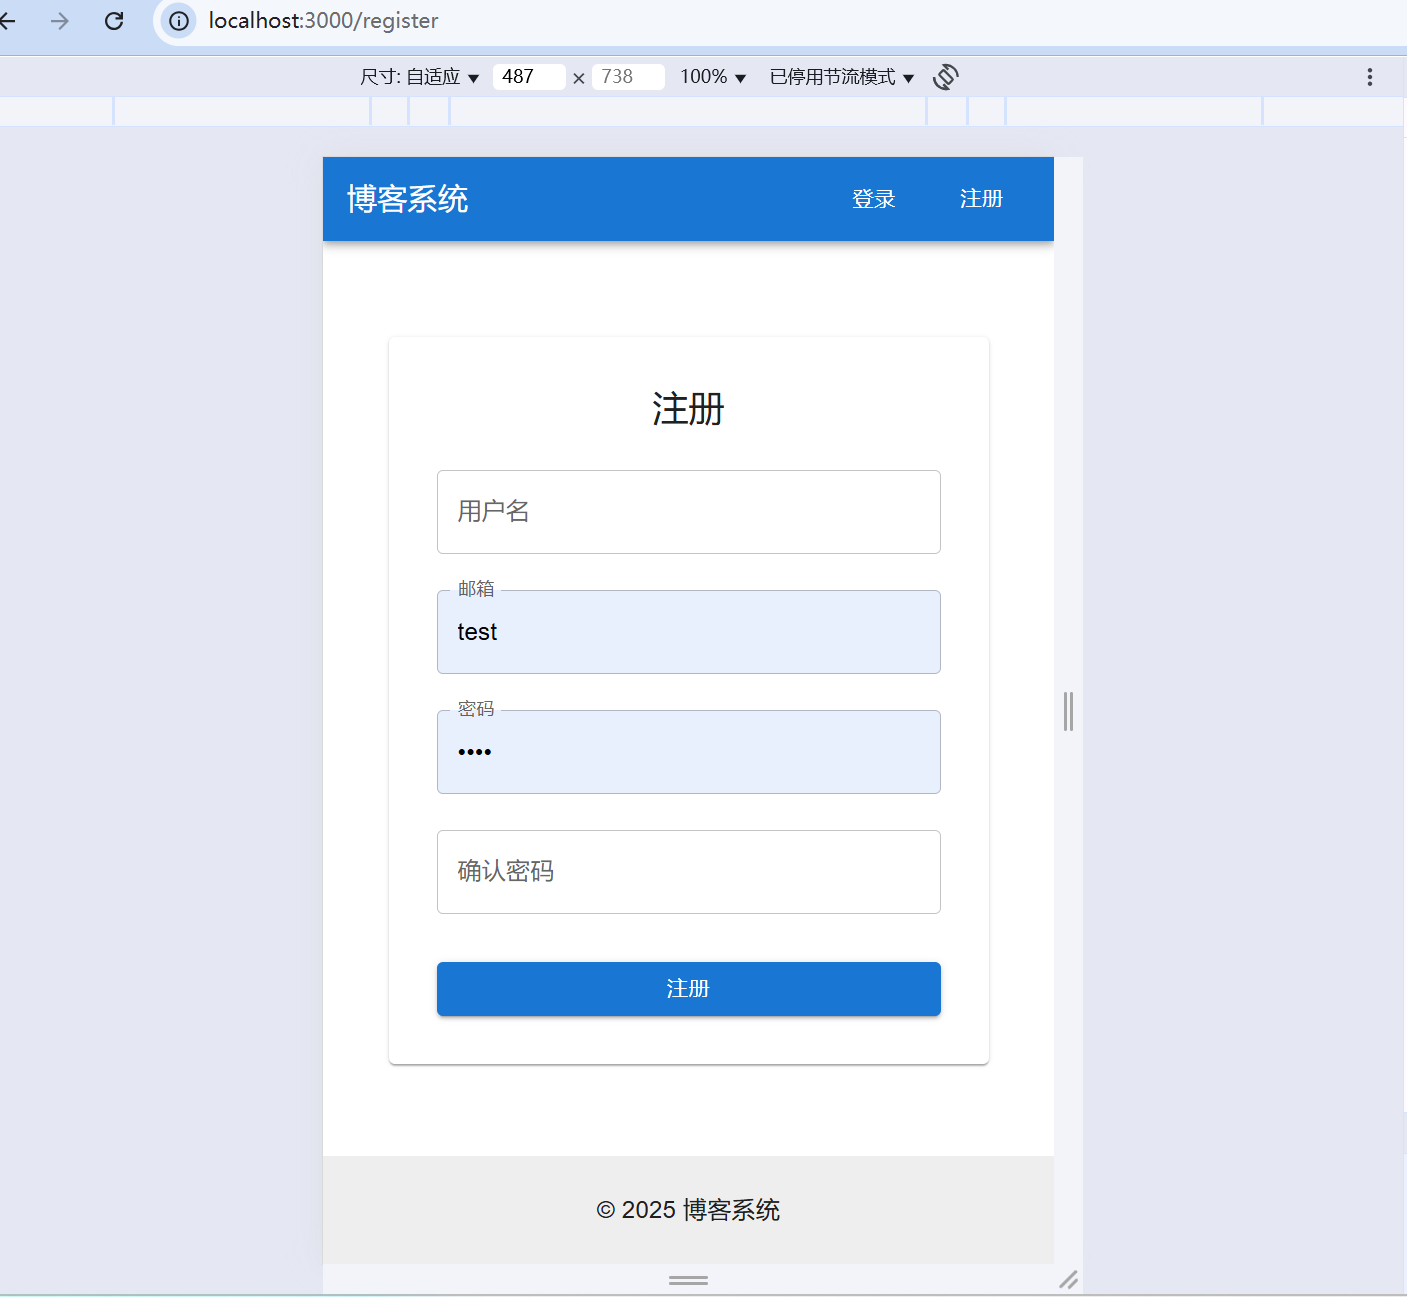 localhost:3000/register
尺寸: 自适应 ▼ 487 × 738 100% ▼ 已停用节流模式 ▼
博客系统 登录 注册
注册
用户名
邮箱
test
密码
••••
确认密码
注册
© 2025 博客系统